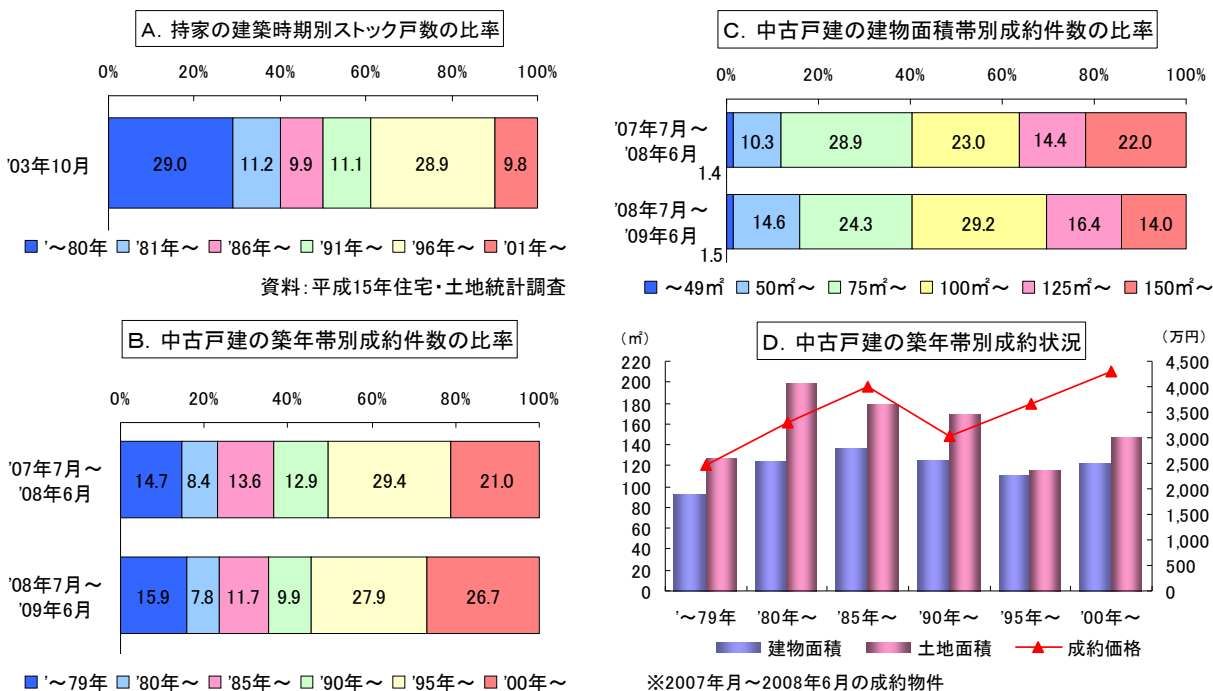 A. 持家の建築時期別ストック戸数の比率
0% 20% 40% 60% 80% 100%
'03年10月
29.0 11.2 9.9 11.1 28.9 9.8
'～80年 '81年～ '86年～ '91年～ '96年～ '01年～
資料：平成15年住宅・土地統計調査
B. 中古戸建の築年帯別成約件数の比率
0% 20% 40% 60% 80% 100%
'07年7月～
'08年6月
14.7 8.4 13.6 12.9 29.4 21.0
'08年7月～
'09年6月
15.9 7.8 11.7 9.9 27.9 26.7
'～79年 '80年～ '85年～ '90年～ '95年～ '00年～
C. 中古戸建の建物面積帯別成約件数の比率
0% 20% 40% 60% 80% 100%
'07年7月～
'08年6月
1.4
10.3 28.9 23.0 14.4 22.0
'08年7月～
'09年6月
1.5
14.6 24.3 29.2 16.4 14.0
～49㎡ 50㎡～ 75㎡～ 100㎡～ 125㎡～ 150㎡～
D. 中古戸建の築年帯別成約状況
（㎡）
220
200
180
160
140
120
100
80
60
40
20
0
（万円）
4,500
4,000
3,500
3,000
2,500
2,000
1,500
1,000
500
0
'～79年 '80年～ '85年～ '90年～ '95年～ '00年～
建物面積 土地面積 成約価格
※2007年月～2008年6月の成約物件